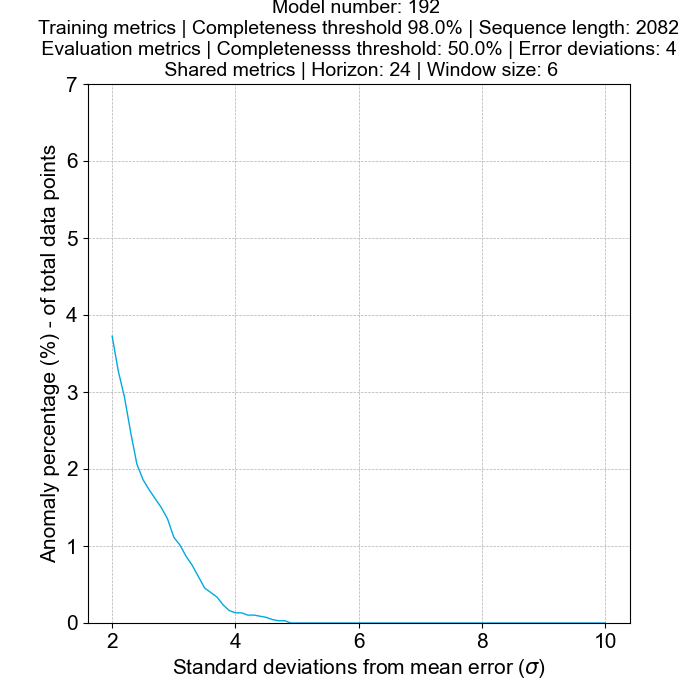 Model number: 192
Training metrics | Completeness threshold 98.0% | Sequence length: 2082
Evaluation metrics | Completenesss threshold: 50.0% | Error deviations: 4
Shared metrics | Horizon: 24 | Window size: 6
7
6
5
4
3
2
1
0
Anomaly percentage (%) - of total data points
2 4 6 8 10
Standard deviations from mean error (σ)